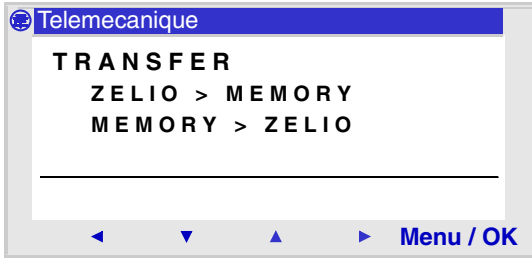 Telemecanique
TRANSFER
ZELIO > MEMORY
MEMORY > ZELIO
Menu / OK